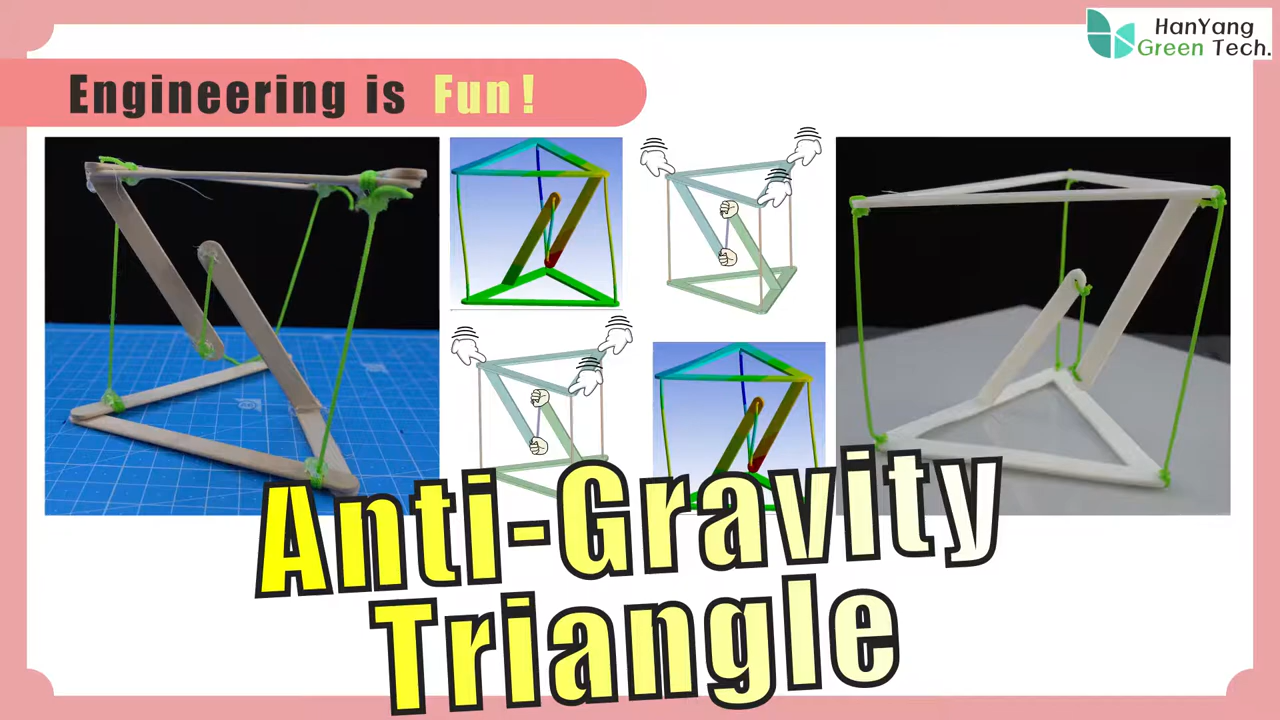 HanYang
Green Tech.
Engineering is Fun!
Anti-Gravity
Triangle